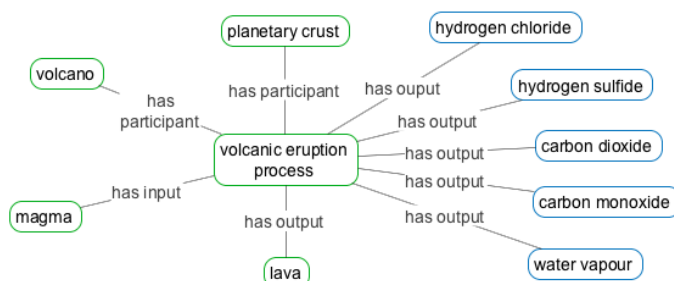 planetary crust
hydrogen chloride
volcano
has
participant
has participant
has ouput
hydrogen sulfide
has output
volcanic eruption
process
has output
carbon dioxide
has input
has output
carbon monoxide
magma
has output
has output
lava
water vapour